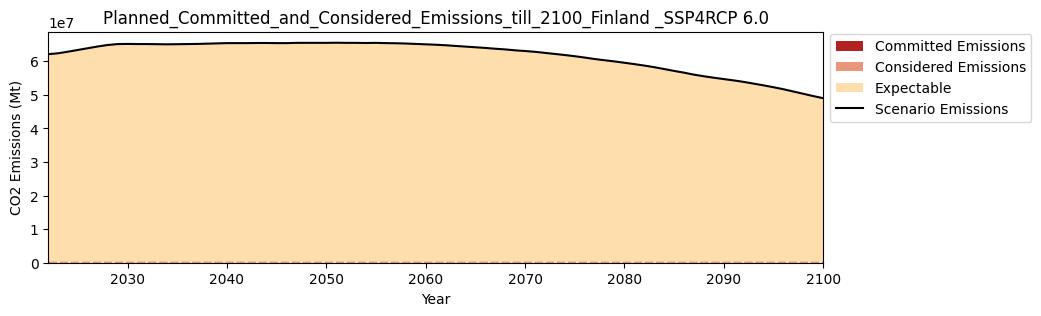 Planned_Committed_and_Considered_Emissions_till_2100_Finland _SSP4RCP 6.0
1e7
6
5
4
3
2
1
0
CO2 Emissions (Mt)
2030 2040 2050 2060 2070 2080 2090 2100
Year
Committed Emissions
Considered Emissions
Expectable
Scenario Emissions